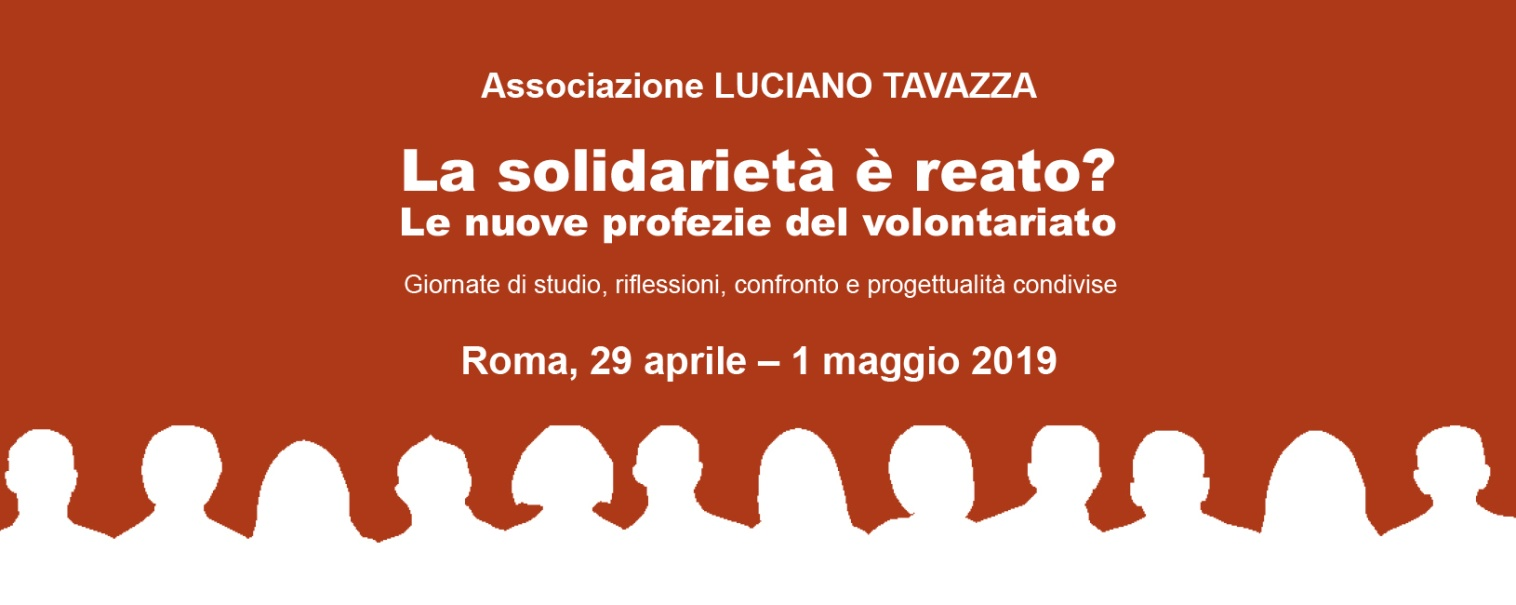 Associazione LUCIANO TAVAZZA
La solidarietà è reato?
Le nuove profezie del volontariato
Giornate di studio, riflessioni, confronto e progettualità condivise
Roma, 29 aprile – 1 maggio 2019